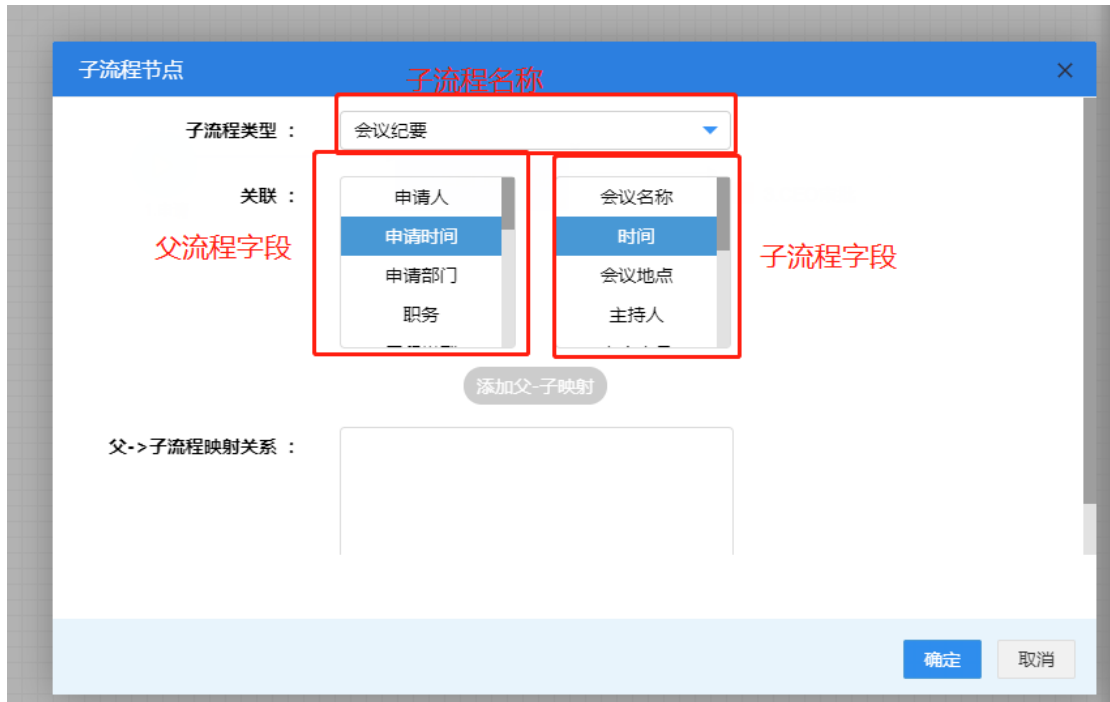 子流程节点
子流程名称
子流程类型 ：
会议纪要
关联 ：
申请人
会议名称
申请时间
时间
父流程字段
子流程字段
申请部门
会议地点
职务
主持人
添加父-子映射
父->子流程映射关系 ：
确定
取消